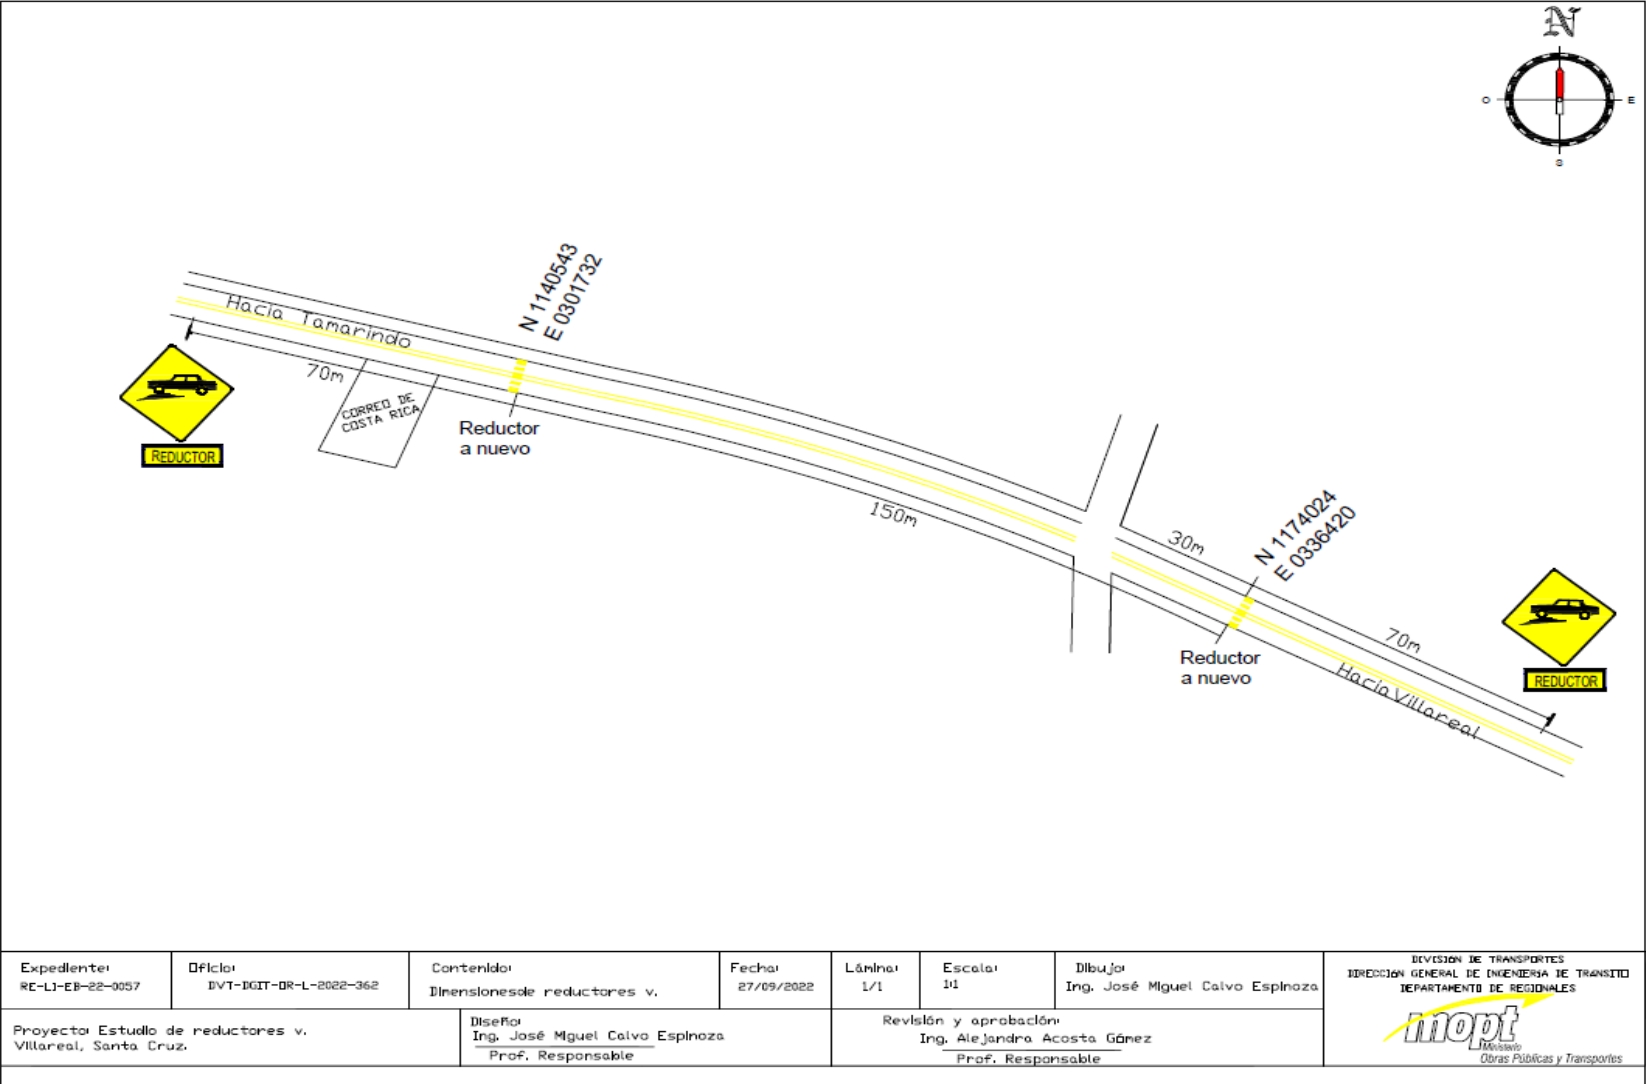 N
O
E
S
N 1140543
E 0301732
Hacia Tamarindo
70m
CORREO DE
COSTA RICA
REDUCTOR
Reductor
a nuevo
150m
30m
N 1174024
E 0336420
Reductor
a nuevo
70m
Hacia Villareal
REDUCTOR
Expediente:
RE-LI-EB-22-0057
Oficio:
DVT-DGIT-OR-L-2022-362
Contenido:
Dimensionesde reductores v.
Fecha:
27/09/2022
Lámina:
1/1
Escala:
1:1
Dibujo:
Ing. José Miguel Calvo Espinoza
DIVISIÓN DE TRANSPORTES
DIRECCIÓN GENERAL DE INGENIERÍA DE TRÁNSITO
DEPARTAMENTO DE REGIONALES
mopt
Ministerio
Obras Públicas y Transportes
Proyecto: Estudio de reductores v.
Villareal, Santa Cruz.
Diseño:
Ing. José Miguel Calvo Espinoza
Prof. Responsable
Revisión y aprobación:
Ing. Alejandra Acosta Gómez
Prof. Responsable